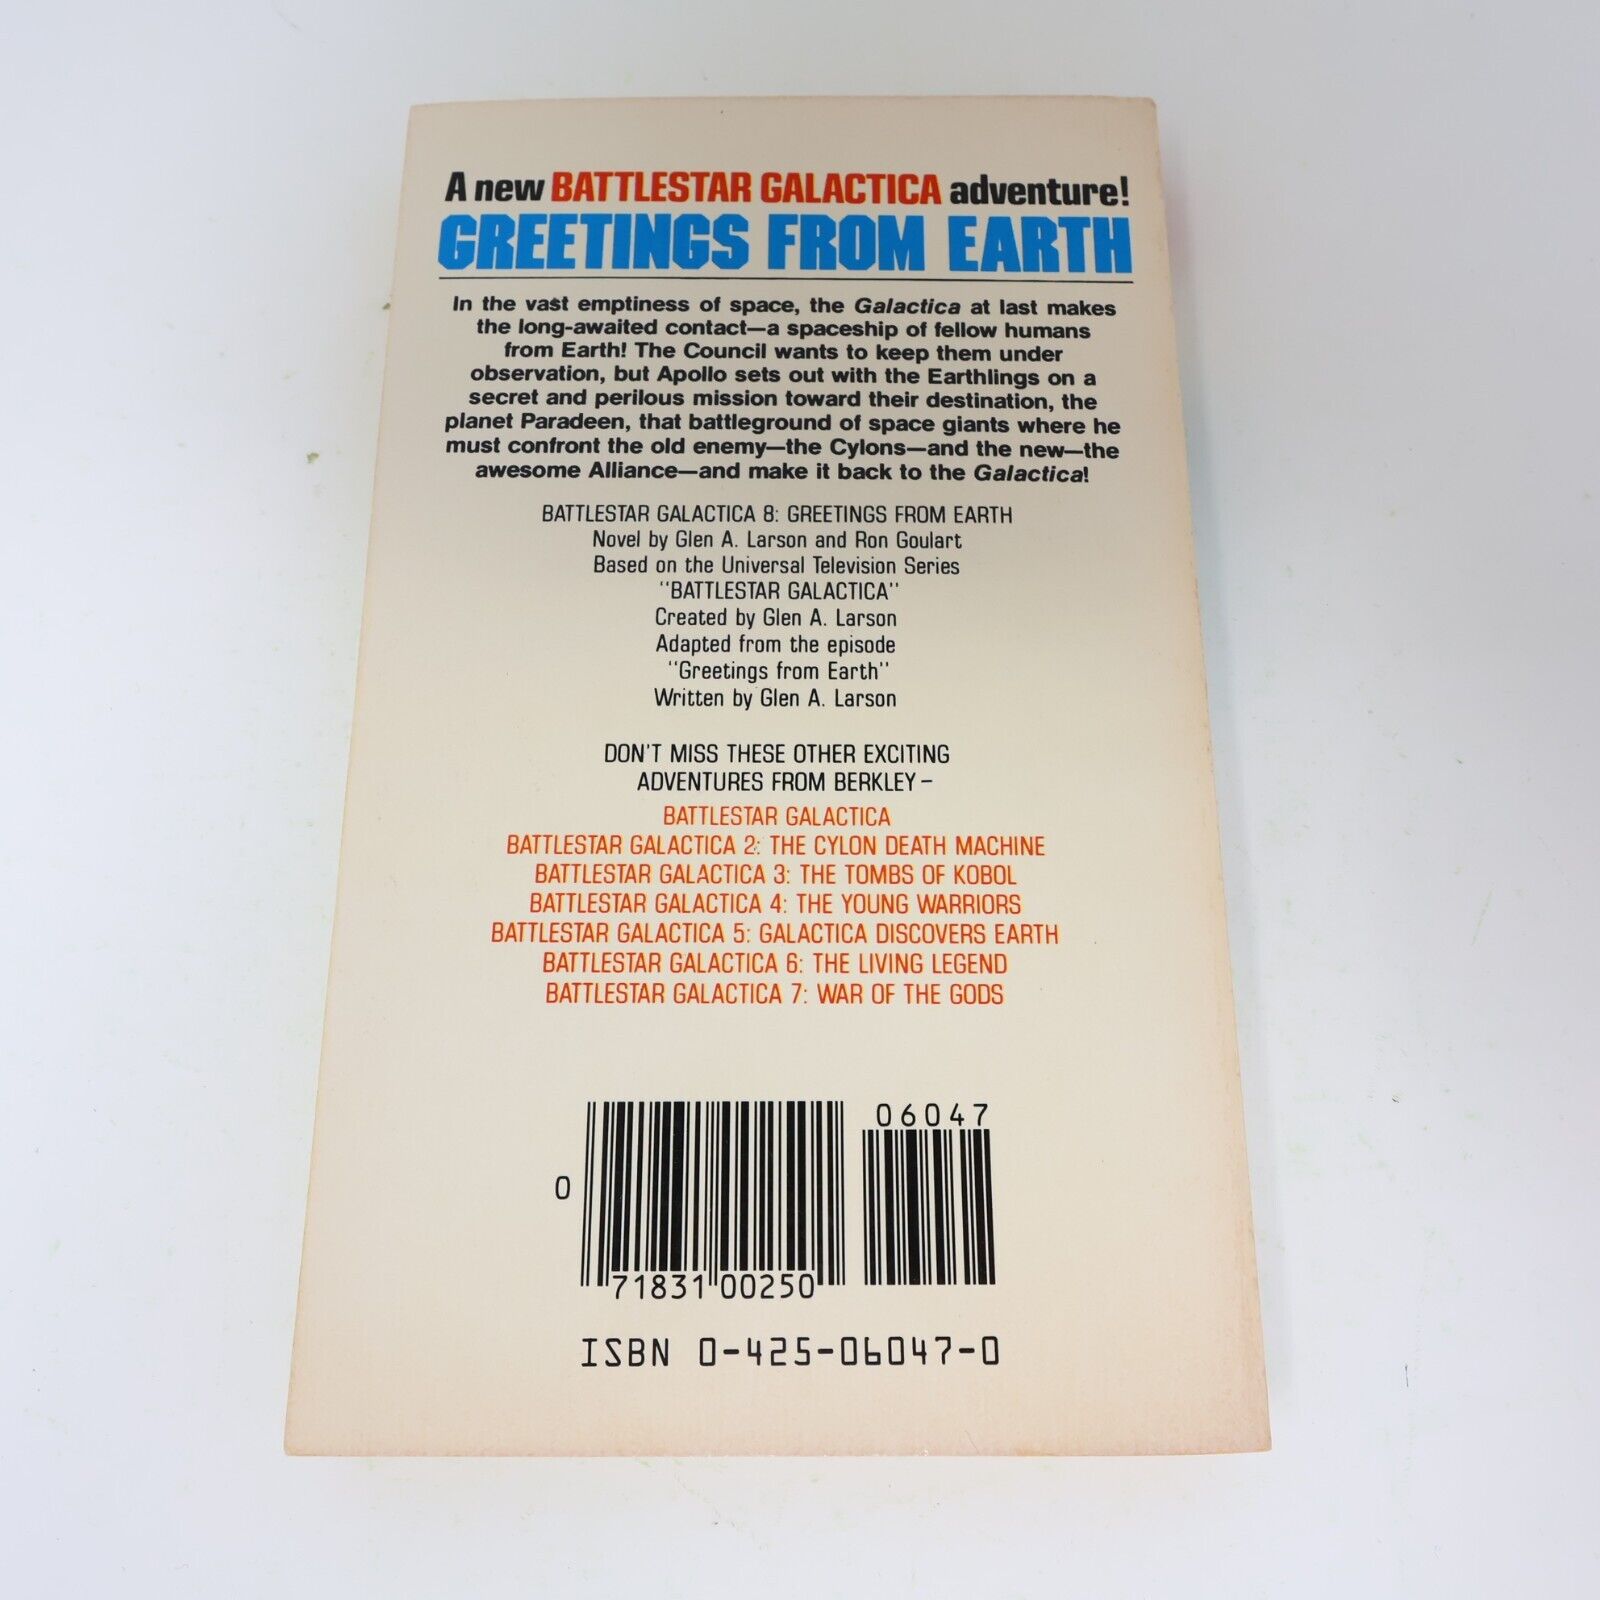 A new BATTLESTAR GALACTICA adventure!
GREETINGS FROM EARTH
In the vast emptiness of space, the Galactica at last makes
the long-awaited contact—a spaceship of fellow humans
from Earth! The Council wants to keep them under
observation, but Apollo sets out with the Earthlings on a
secret and perilous mission toward their destination, the
planet Paradeen, that battleground of space giants where he
must confront the old enemy—the Cylons—and the new—the
awesome Alliance—and make it back to the Galactica!
BATTLESTAR GALACTICA 8: GREETINGS FROM EARTH
Novel by Glen A. Larson and Ron Goulart
Based on the Universal Television Series
"BATTLESTAR GALACTICA"
Created by Glen A. Larson
Adapted from the episode
"Greetings from Earth"
Written by Glen A. Larson
DON'T MISS THESE OTHER EXCITING
ADVENTURES FROM BERKLEY—
BATTLESTAR GALACTICA
BATTLESTAR GALACTICA 2: THE CYLON DEATH MACHINE
BATTLESTAR GALACTICA 3: THE TOMBS OF KOBOL
BATTLESTAR GALACTICA 4: THE YOUNG WARRIORS
BATTLESTAR GALACTICA 5: GALACTICA DISCOVERS EARTH
BATTLESTAR GALACTICA 6: THE LIVING LEGEND
BATTLESTAR GALACTICA 7: WAR OF THE GODS
06047
0
71831 00250
ISBN 0-425-06047-0